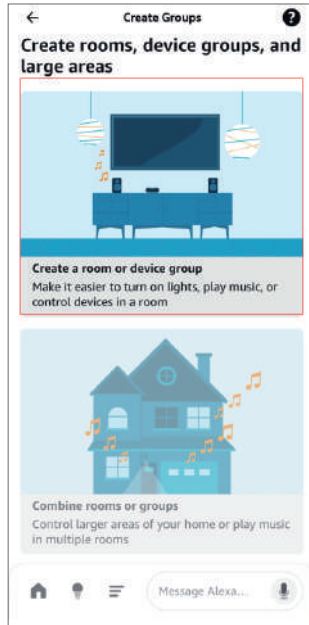 Create Groups
?
Create rooms, device groups, and
large areas
Create a room or device group
Make it easier to turn on lights, play music, or
control devices in a room
Combine rooms or groups
Control larger areas of your home or play music
in multiple rooms
Message Alexa...